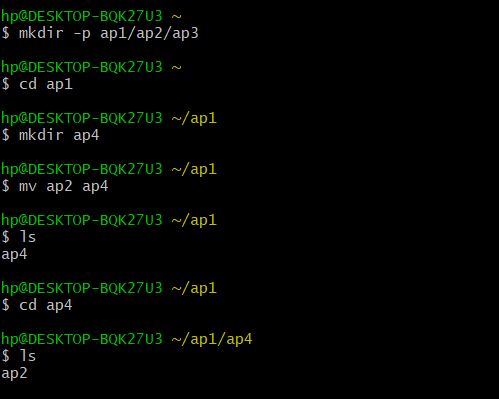 hp@DESKTOP-BQK27U3 ~
$ mkdir -p ap1/ap2/ap3
hp@DESKTOP-BQK27U3 ~
$ cd ap1
hp@DESKTOP-BQK27U3 ~/ap1
$ mkdir ap4
hp@DESKTOP-BQK27U3 ~/ap1
$ mv ap2 ap4
hp@DESKTOP-BQK27U3 ~/ap1
$ ls
ap4
hp@DESKTOP-BQK27U3 ~/ap1
$ cd ap4
hp@DESKTOP-BQK27U3 ~/ap1/ap4
$ ls
ap2